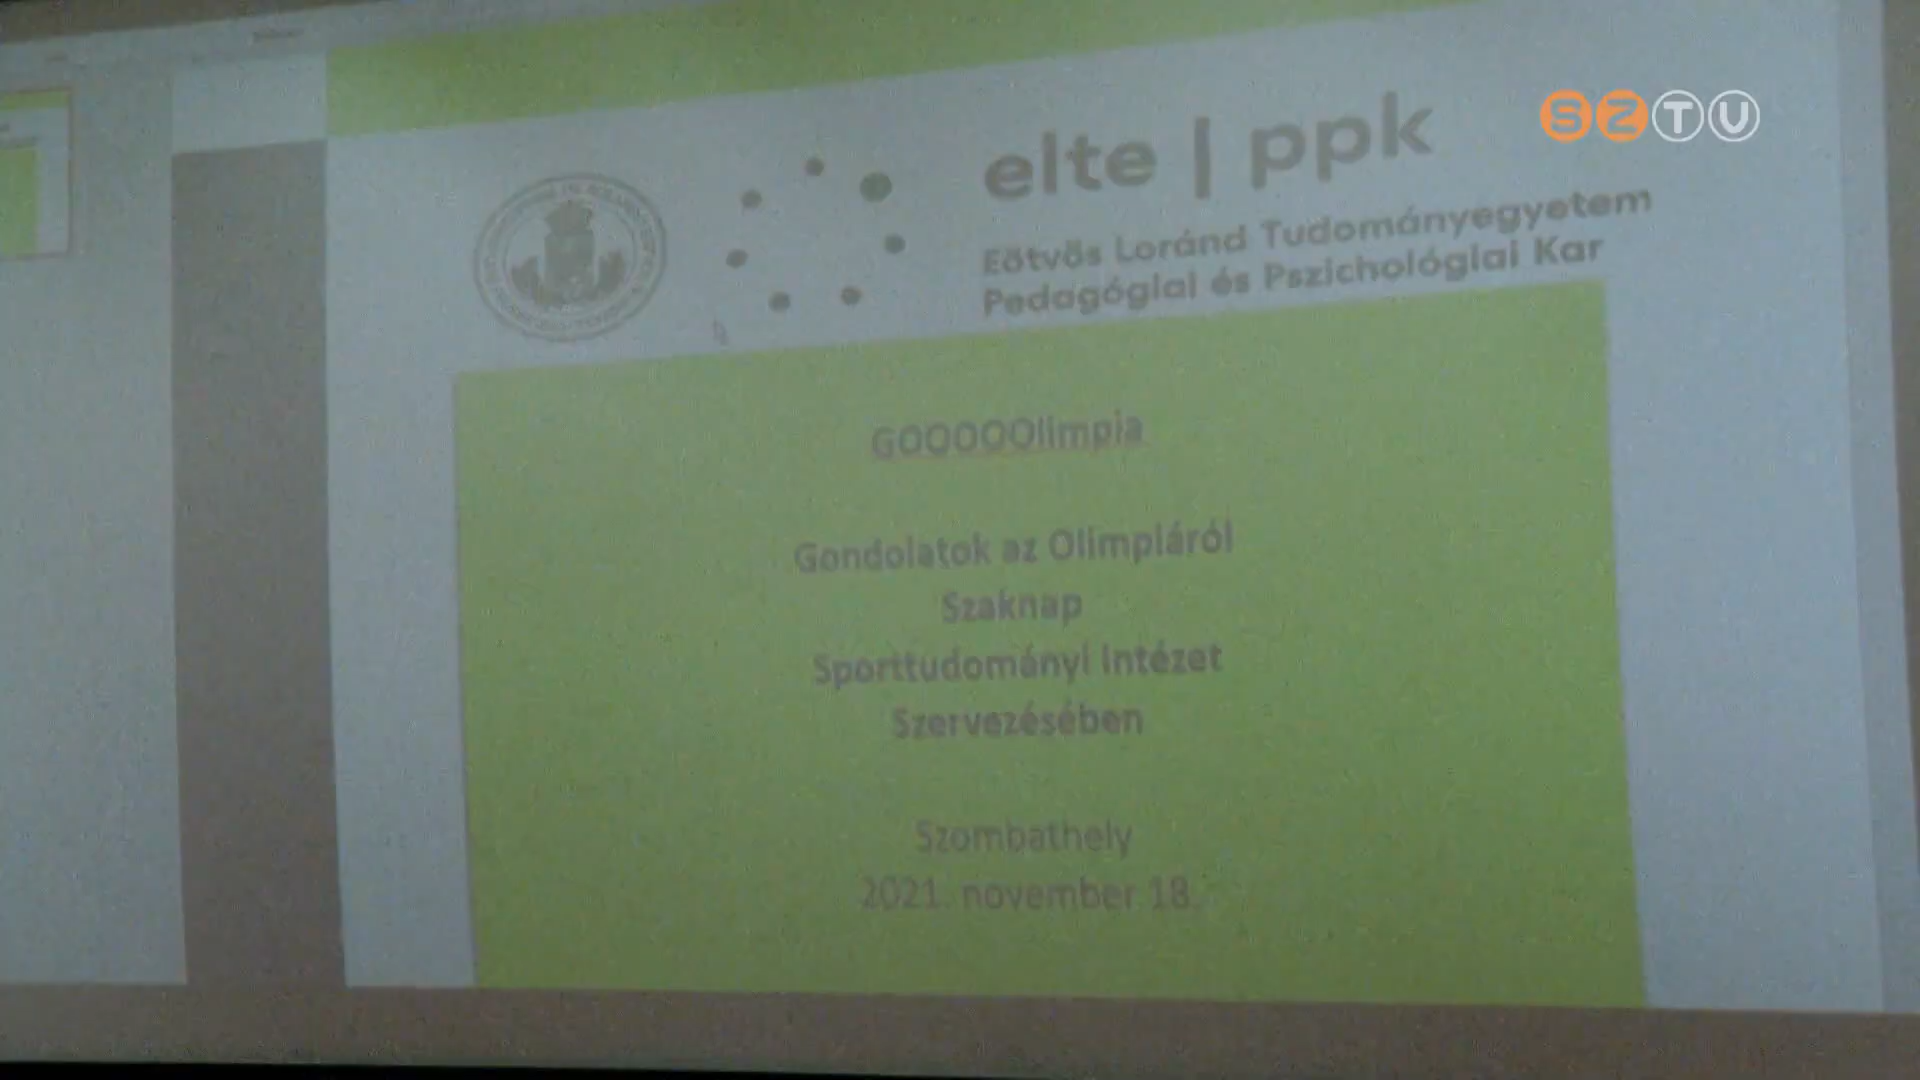 SZTV
elte | ppk
Eötvös Loránd Tudományegyetem
Pedagógiai és Pszichológiai Kar
GOOOOOlimpia
Gondolatok az Olimpiáról
Szaknap
Sporttudományi Intézet
Szervezésében
Szombathely
2021. november 18.